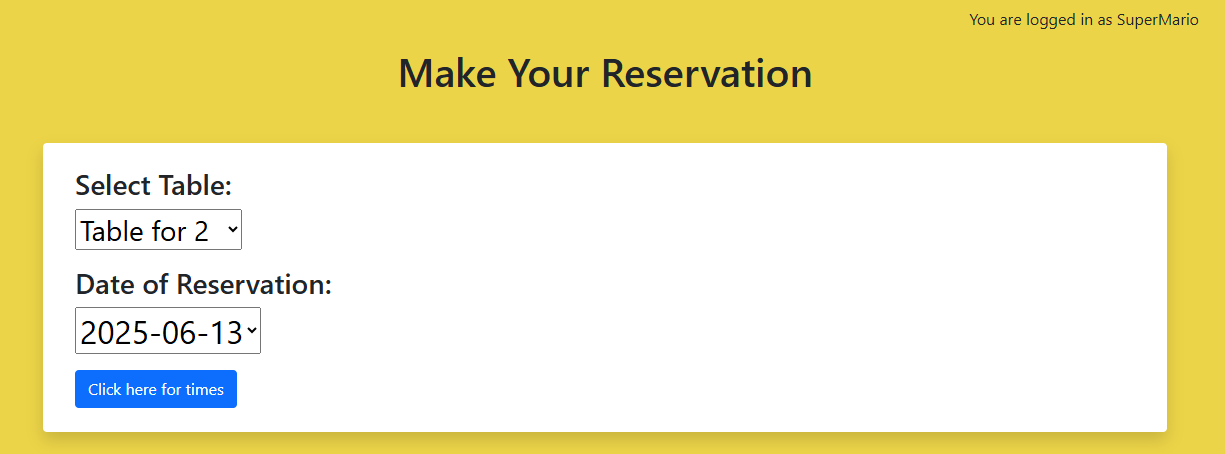 You are logged in as SuperMario
Make Your Reservation
Select Table:
Table for 2
Date of Reservation:
2025-06-13
Click here for times